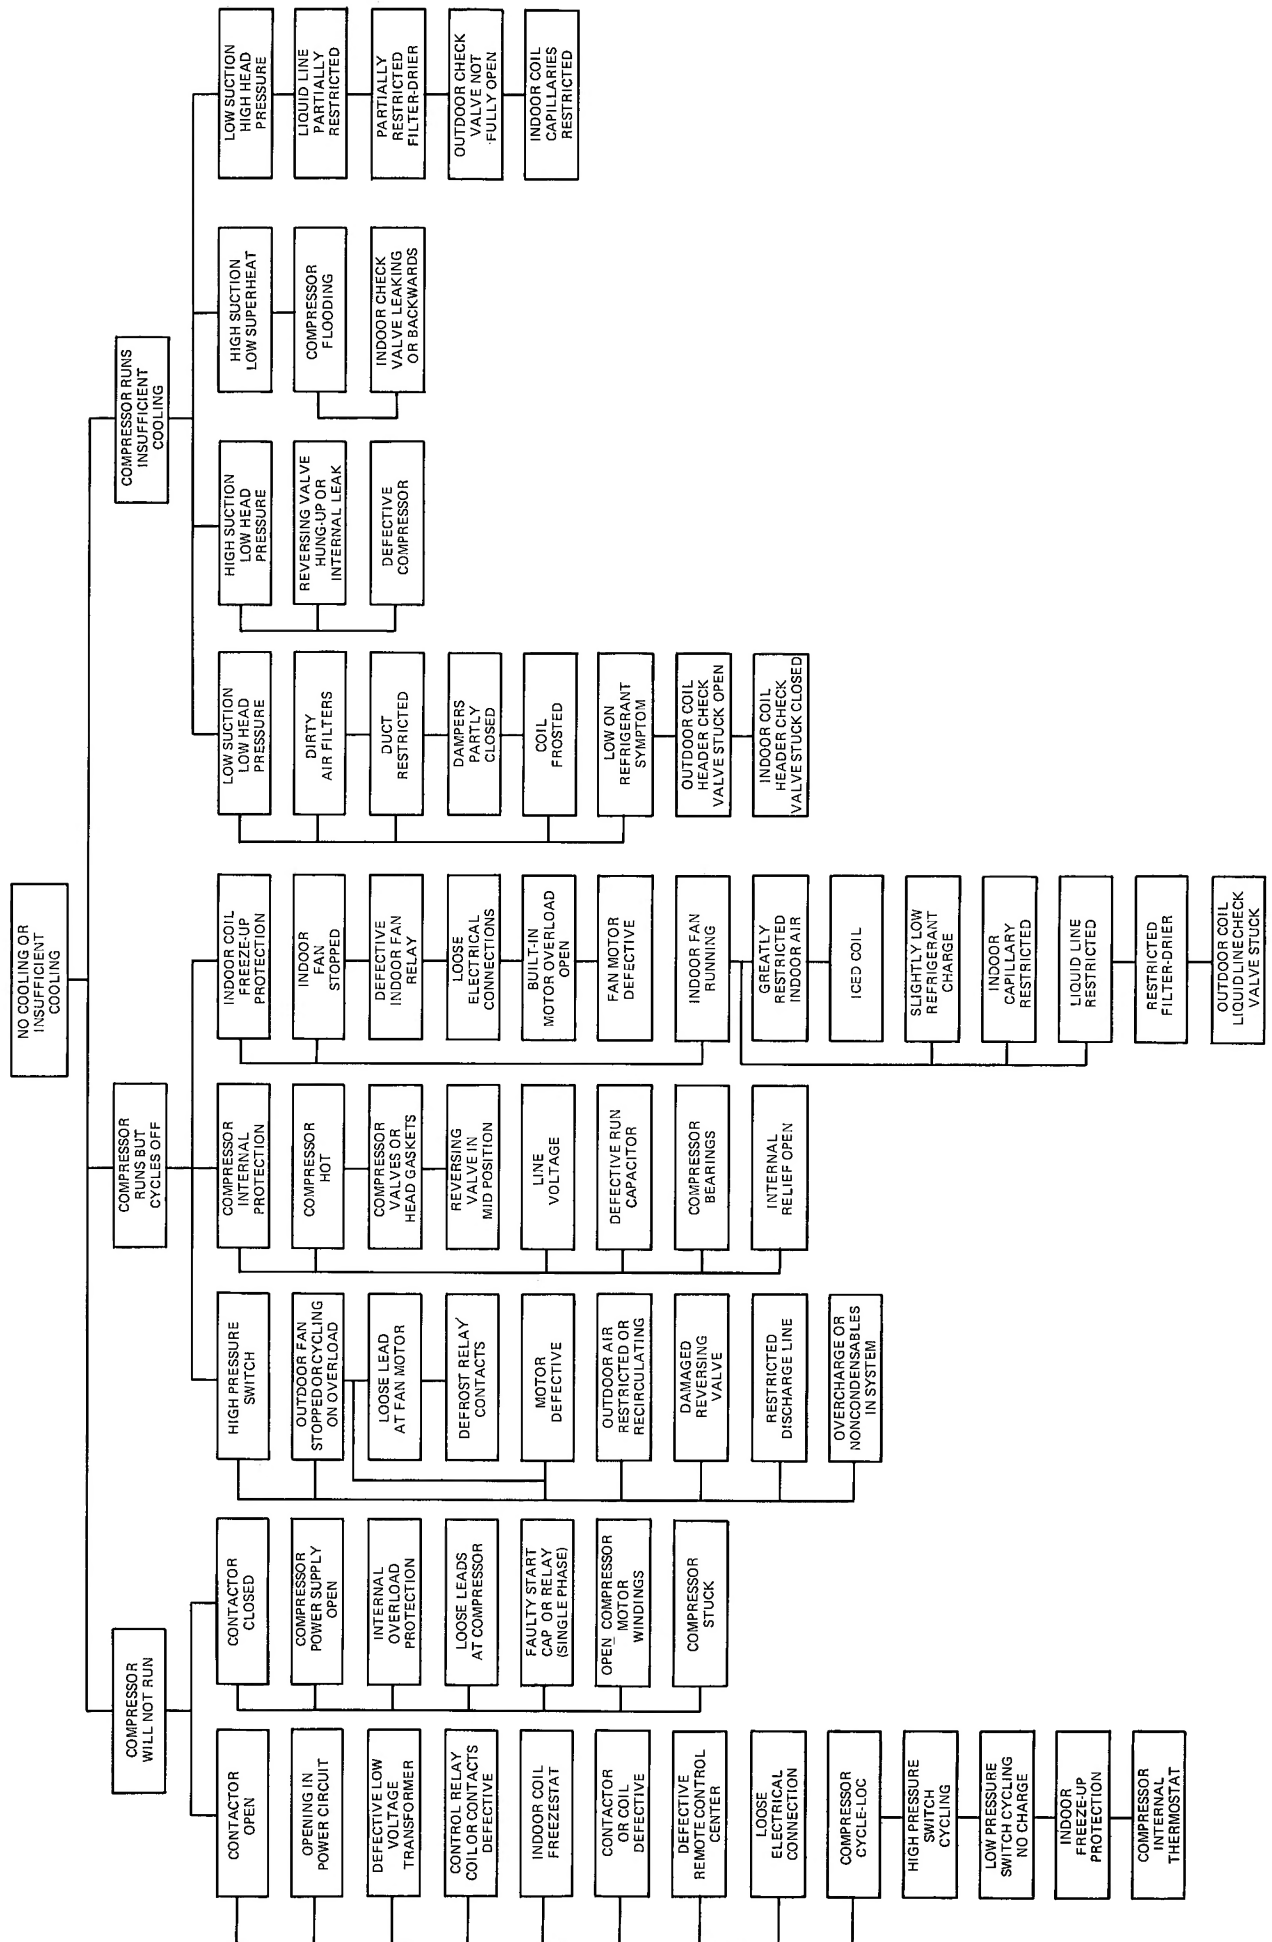 NO COOLING OR
INSUFFICIENT
COOLING
COMPRESSOR
WILL NOT RUN
CONTACTOR
OPEN
OPENING IN
POWER CIRCUIT
DEFECTIVE LOW
VOLTAGE
TRANSFORMER
CONTROL RELAY
COIL OR CONTACTS
DEFECTIVE
INDOOR COIL
FREEZESTAT
CONTACTOR
OR COIL
DEFECTIVE
DEFECTIVE
REMOTE CONTROL
CENTER
LOOSE
ELECTRICAL
CONNECTION
COMPRESSOR
CYCLE-LOC
HIGH PRESSURE
SWITCH
CYCLING
LOW PRESSURE
SWITCH CYCLING
NO CHARGE
INDOOR
FREEZE-UP
PROTECTION
COMPRESSOR
INTERNAL
THERMOSTAT
CONTACTOR
CLOSED
COMPRESSOR
POWER SUPPLY
OPEN
INTERNAL
OVERLOAD
PROTECTION
LOOSE LEADS
AT COMPRESSOR
FAULTY START
CAP OR RELAY
(SINGLE PHASE)
OPEN COMPRESSOR
MOTOR
WINDINGS
COMPRESSOR
STUCK
COMPRESSOR
RUNS BUT
CYCLES OFF
HIGH PRESSURE
SWITCH
OUTDOOR FAN
STOPPED OR CYCLING
ON OVERLOAD
LOOSE LEAD
AT FAN MOTOR
DEFROST RELAY
CONTACTS
MOTOR
DEFECTIVE
OUTDOOR AIR
RESTRICTED OR
RECIRCULATING
DAMAGED
REVERSING
VALVE
RESTRICTED
DISCHARGE LINE
OVERCHARGE OR
NONCONDENSABLES
IN SYSTEM
COMPRESSOR
INTERNAL
PROTECTION
COMPRESSOR
HOT
COMPRESSOR
VALVES OR
HEAD GASKETS
REVERSING
VALVE IN
MID POSITION
LINE
VOLTAGE
DEFECTIVE RUN
CAPACITOR
COMPRESSOR
BEARINGS
INTERNAL
RELIEF OPEN
INDOOR COIL
FREEZE-UP
PROTECTION
INDOOR
FAN
STOPPED
DEFECTIVE
INDOOR FAN
RELAY
LOOSE
ELECTRICAL
CONNECTIONS
BUILT-IN
MOTOR OVERLOAD
OPEN
FAN MOTOR
DEFECTIVE
INDOOR FAN
RUNNING
GREATLY
RESTRICTED
INDOOR AIR
ICED COIL
SLIGHTLY LOW
REFRIGERANT
CHARGE
INDOOR
CAPILLARY
RESTRICTED
LIQUID LINE
RESTRICTED
RESTRICTED
FILTER-DRIER
OUTDOOR COIL
LIQUID LINE CHECK
VALVE STUCK
COMPRESSOR RUNS
INSUFFICIENT
COOLING
LOW SUCTION
LOW HEAD
PRESSURE
DIRTY
AIR FILTERS
DUCT
RESTRICTED
DAMPERS
PARTLY
CLOSED
COIL
FROSTED
LOW ON
REFRIGERANT
SYMPTOM
OUTDOOR COIL
HEADER CHECK
VALVE STUCK OPEN
INDOOR COIL
HEADER CHECK
VALVE STUCK CLOSED
HIGH SUCTION
LOW HEAD
PRESSURE
REVERSING VALVE
HUNG-UP OR
INTERNAL LEAK
DEFECTIVE
COMPRESSOR
HIGH SUCTION
LOW SUPERHEAT
COMPRESSOR
FLOODING
INDOOR CHECK
VALVE LEAKING
OR BACKWARDS
LOW SUCTION
HIGH HEAD
PRESSURE
LIQUID LINE
PARTIALLY
RESTRICTED
PARTIALLY
RESTRICTED
FILTER-DRIER
OUTDOOR CHECK
VALVE NOT
FULLY OPEN
INDOOR COIL
CAPILLARIES
RESTRICTED